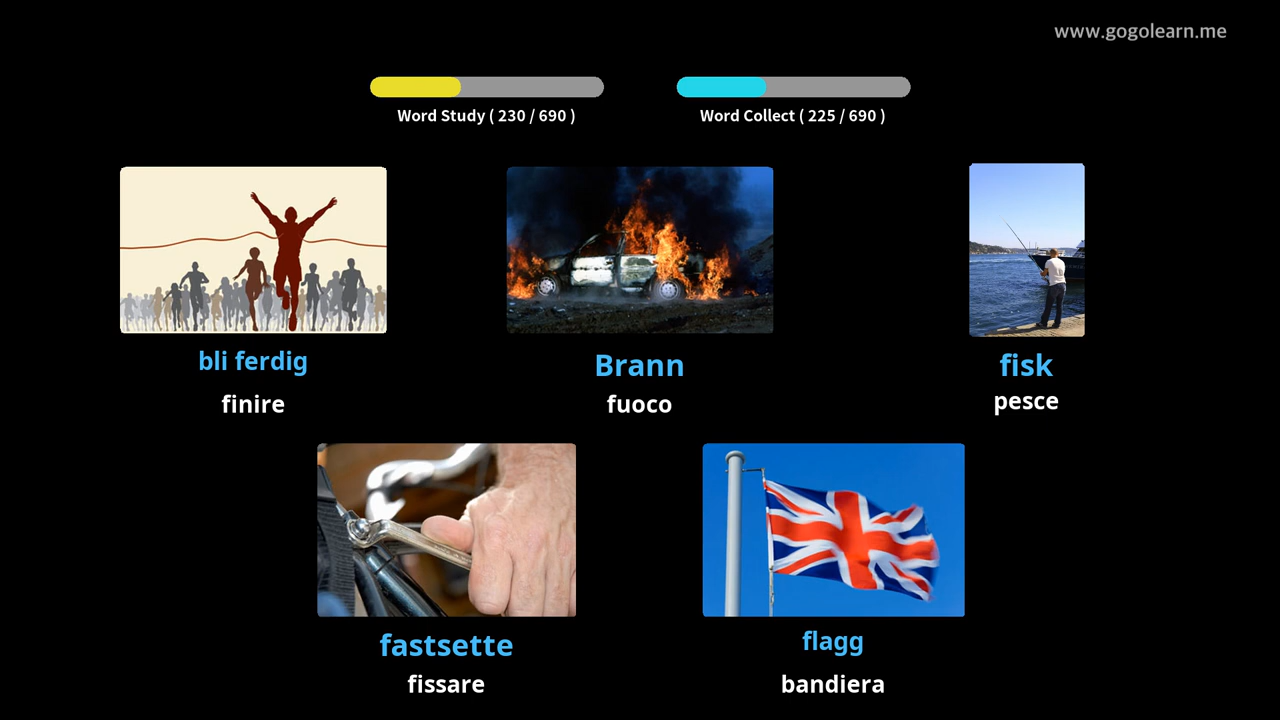 www.gogolearn.me
Word Study ( 230 / 690 )
Word Collect ( 225 / 690 )
bli ferdig
finire
Brann
fuoco
fisk
pesce
fastsette
fissare
flagg
bandiera